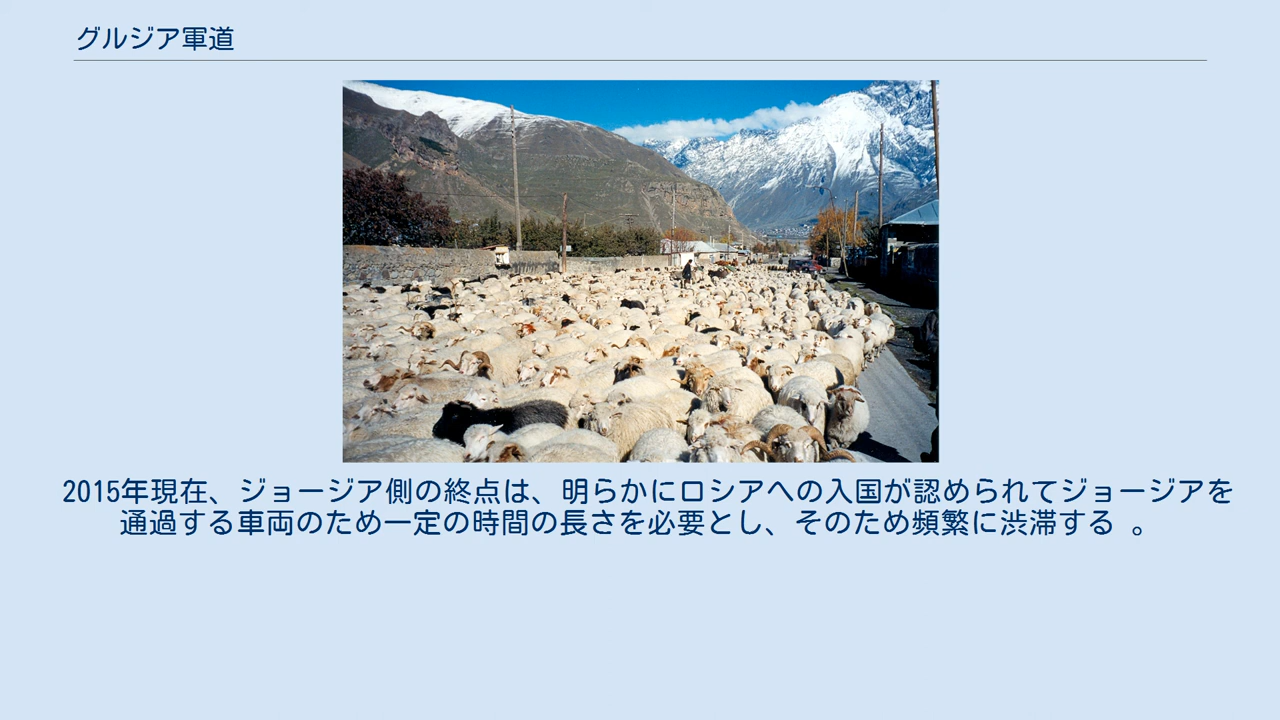 グルジア軍道
2015年現在、ジョージア側の終点は、明らかにロシアへの入国が認められてジョージアを
通過する車両のため一定の時間の長さを必要とし、そのため頻繁に渋滞する 。